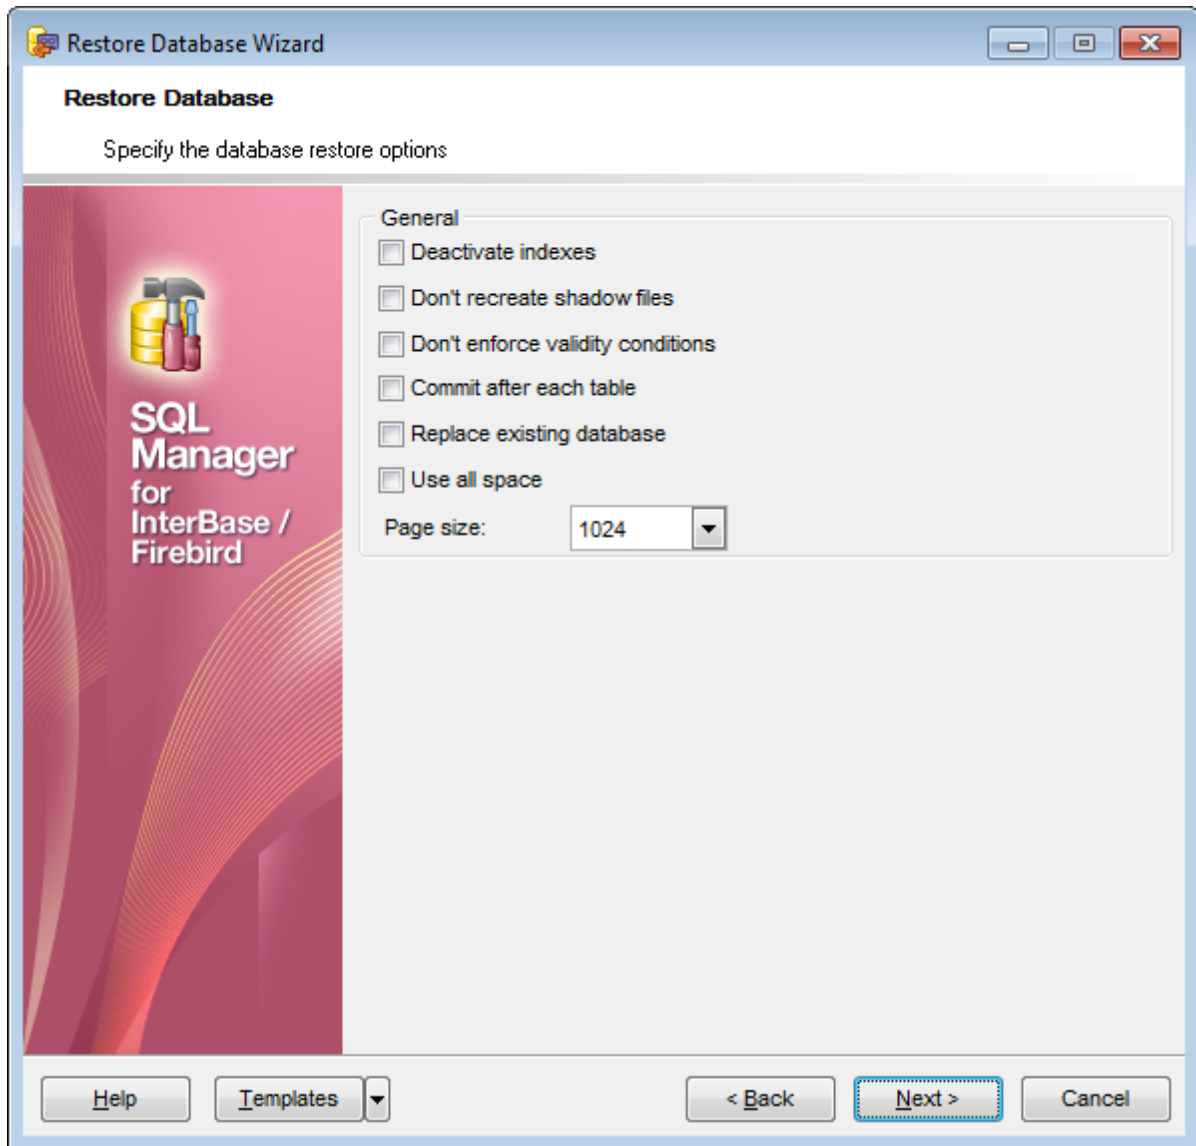 Restore Database Wizard
Restore Database
Specify the database restore options
SQL
Manager
for
InterBase /
Firebird
General
Deactivate indexes
Don't recreate shadow files
Don't enforce validity conditions
Commit after each table
Replace existing database
Use all space
Page size: 1024
Help Templates < Back Next > Cancel